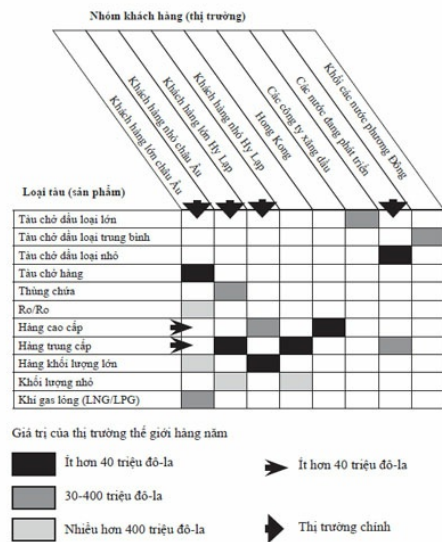 Nhóm khách hàng (thị trường)
Khách hàng lớn châu Âu
Khách hàng nhỏ châu Âu
Khách hàng lớn Hy Lạp
Khách hàng nhỏ Hy Lạp
Hong Kong
Các công ty xăng dầu
Các nước đang phát triển
Khối các nước phương Đông
Loại tàu (sản phẩm)
Tàu chở dầu loại lớn
Tàu chở dầu loại trung bình
Tàu chở dầu loại nhỏ
Tàu chở hàng
Thùng chứa
Ro/Ro
Hàng cao cấp
Hàng trung cấp
Hàng khối lượng lớn
Khối lượng nhỏ
Khí gas lỏng (LNG/LPG)
Giá trị của thị trường thế giới hàng năm
Ít hơn 40 triệu đô-la
Ít hơn 40 triệu đô-la
30-400 triệu đô-la
Nhiều hơn 400 triệu đô-la
Thị trường chính